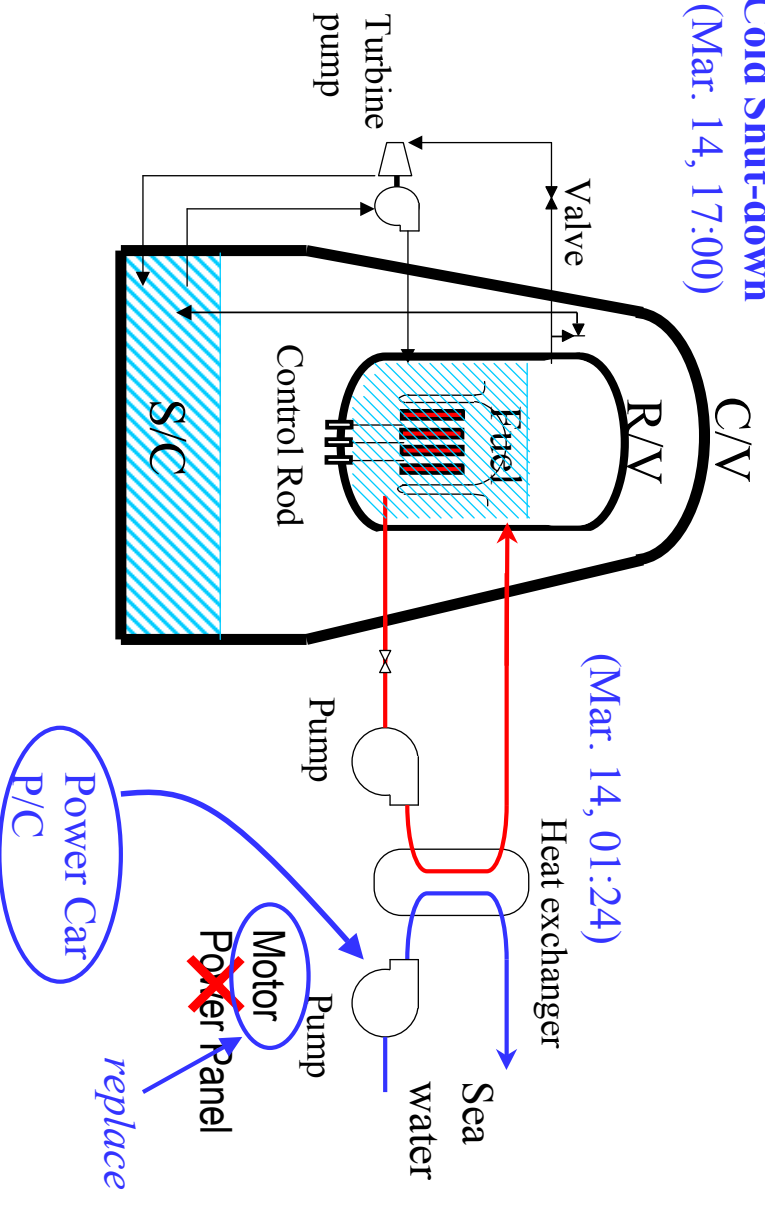 Cold Shut-down
(Mar. 14, 17:00)
C/V
R/V
(Mar. 14, 01:24)
Valve
Heat exchanger
Fuel
Sea
water
Turbine
pump
Pump
Pump
Control Rod
Motor
Power Panel
S/C
replace
Power Car
P/C